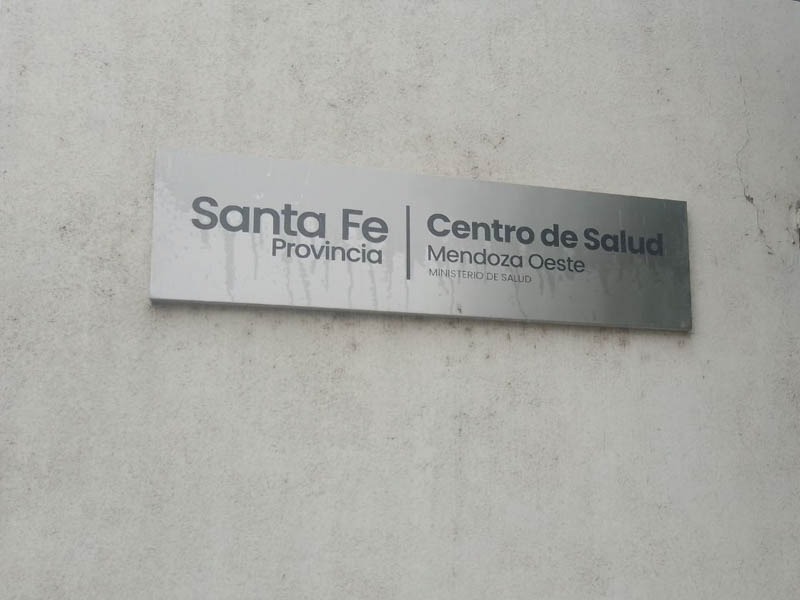 Santa Fe
Provincia
Centro de Salud
Mendoza Oeste
MINISTERIO DE SALUD